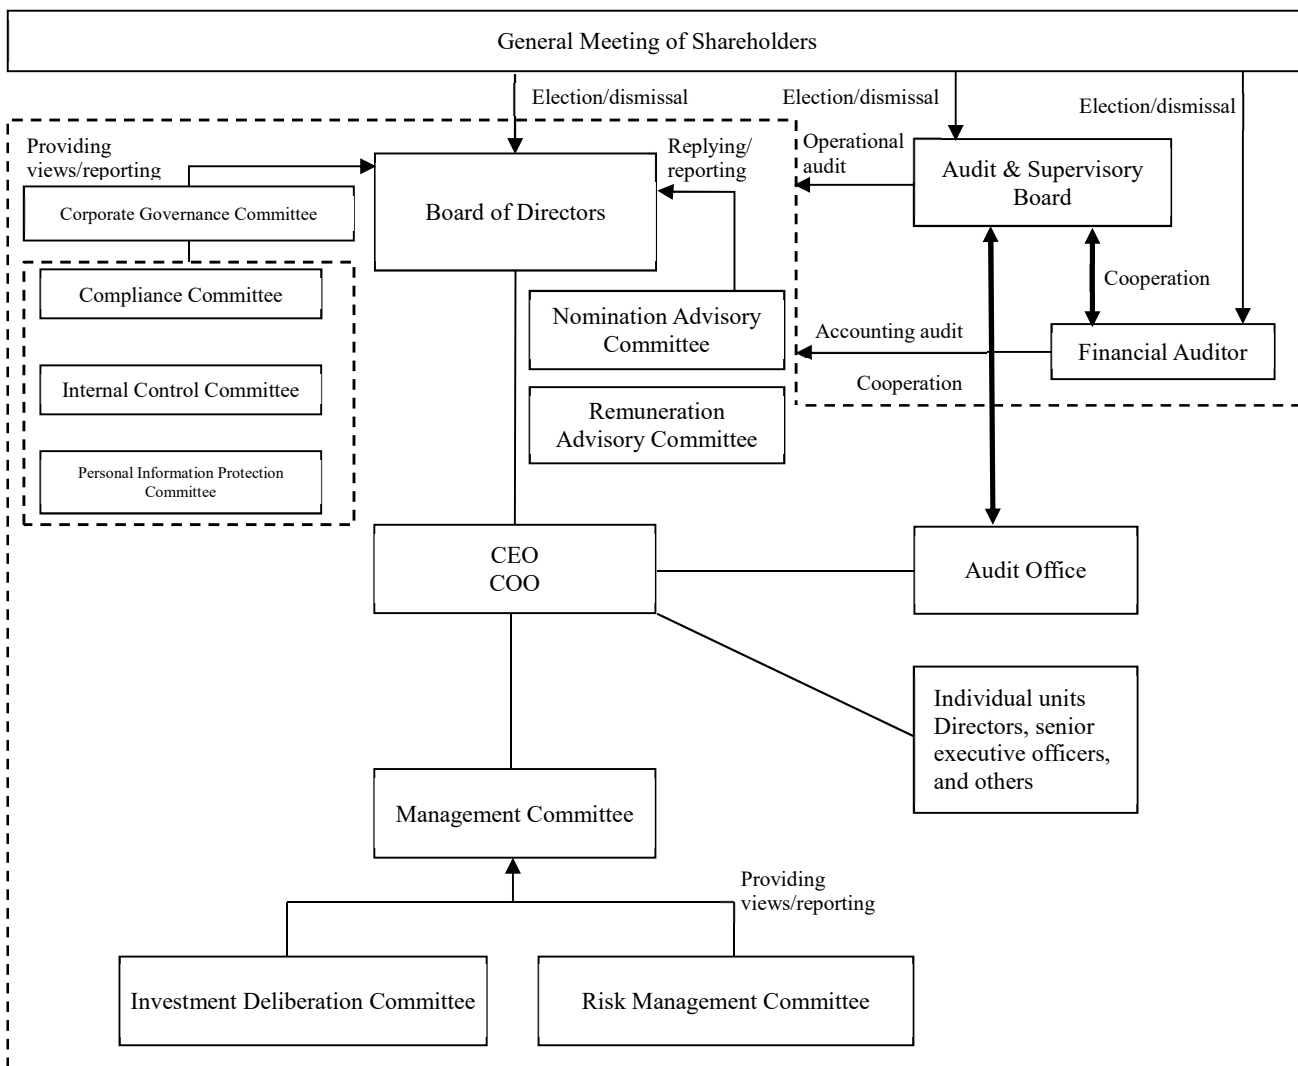 General Meeting of Shareholders
Election/dismissal
Election/dismissal
Election/dismissal
Providing
views/reporting
Replying/
reporting
Operational
audit
Audit & Supervisory
Board
Corporate Governance Committee
Board of Directors
Compliance Committee
Cooperation
Nomination Advisory
Committee
Accounting audit
Financial Auditor
Internal Control Committee
Cooperation
Remuneration
Advisory Committee
Personal Information Protection
Committee
CEO
COO
Audit Office
Individual units
Directors, senior
executive officers,
and others
Management Committee
Providing
views/reporting
Investment Deliberation Committee
Risk Management Committee